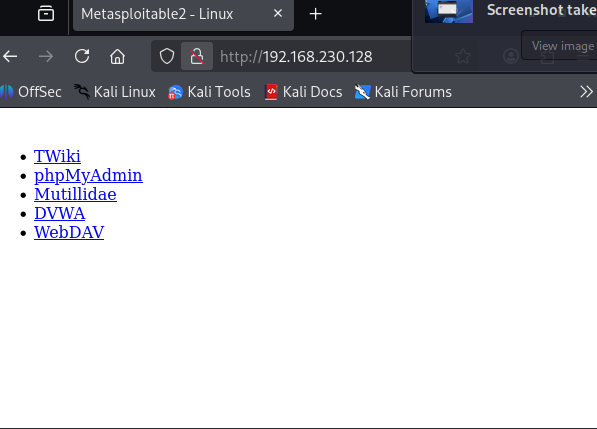 Metasploitable2 - Linux
Screenshot take
View image
http://192.168.230.128
OffSec
Kali Linux
Kali Tools
Kali Docs
Kali Forums
TWiki
phpMyAdmin
Mutillidae
DVWA
WebDAV